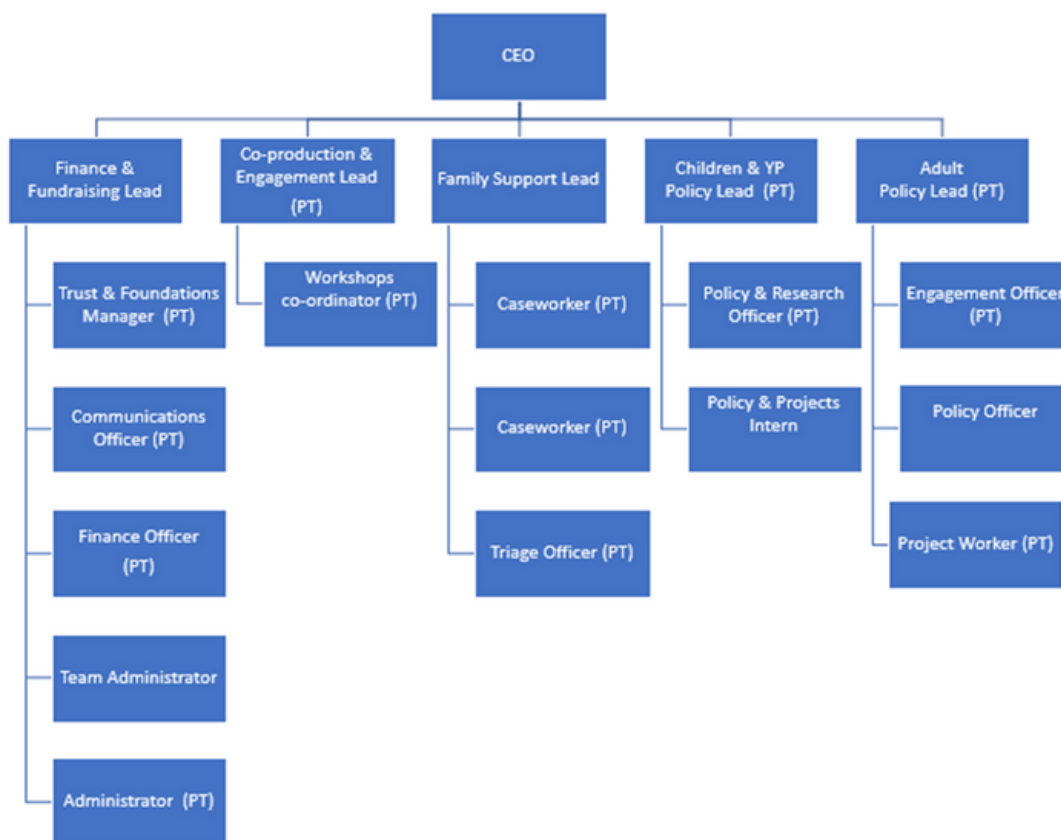 CEO
Finance &
Fundraising Lead
Co-production &
Engagement Lead
(PT)
Family Support Lead
Children & YP
Policy Lead (PT)
Adult
Policy Lead (PT)
Trust & Foundations
Manager (PT)
Communications
Officer (PT)
Finance Officer
(PT)
Team Administrator
Administrator (PT)
Workshops
co-ordinator (PT)
Caseworker (PT)
Caseworker (PT)
Triage Officer (PT)
Policy & Research
Officer (PT)
Policy & Projects
Intern
Engagement Officer
(PT)
Policy Officer
Project Worker (PT)